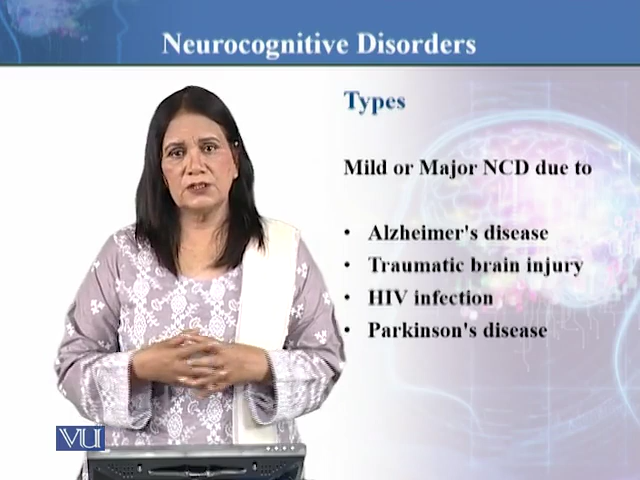 Neurocognitive Disorders
Types
Mild or Major NCD due to
• Alzheimer's disease
• Traumatic brain injury
• HIV infection
• Parkinson's disease
VU